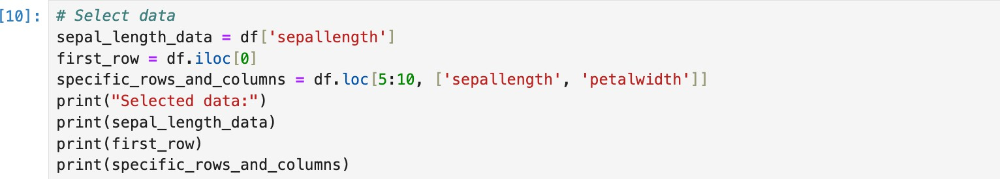 [10]: # Select data
sepal_length_data = df['sepallength']
first_row = df.iloc[0]
specific_rows_and_columns = df.loc[5:10, ['sepallength', 'petalwidth']]
print("Selected data:")
print(sepal_length_data)
print(first_row)
print(specific_rows_and_columns)